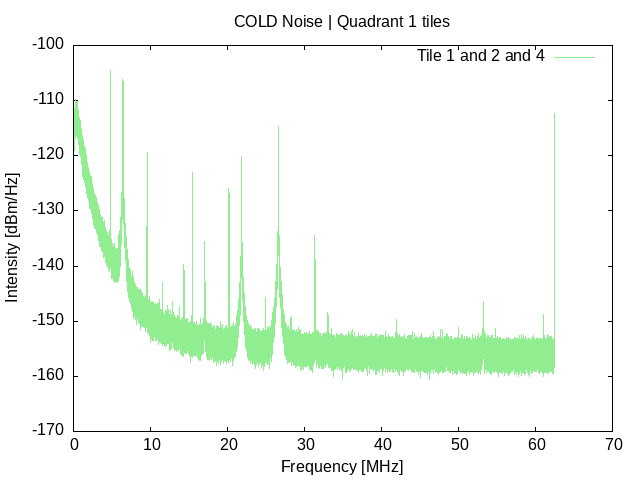 COLD Noise | Quadrant 1 tiles
Tile 1 and 2 and 4
-100
-110
-120
-130
-140
-150
-160
-170
Intensity [dBm/Hz]
0 10 20 30 40 50 60 70
Frequency [MHz]